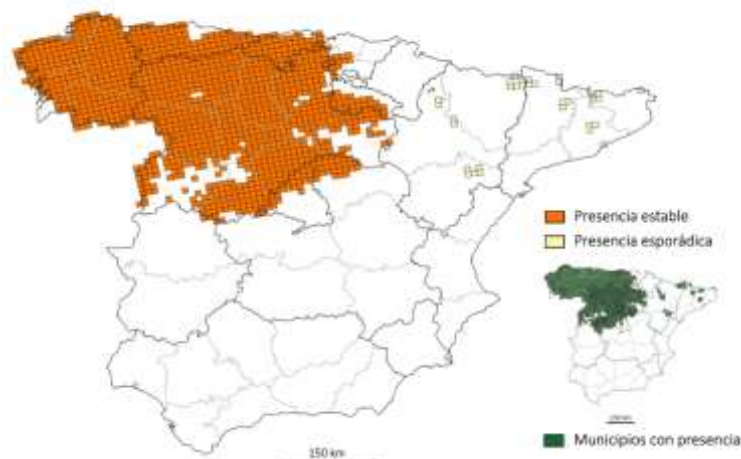 Presencia estable
Presencia esporádica
Municipios con presencia
150 km